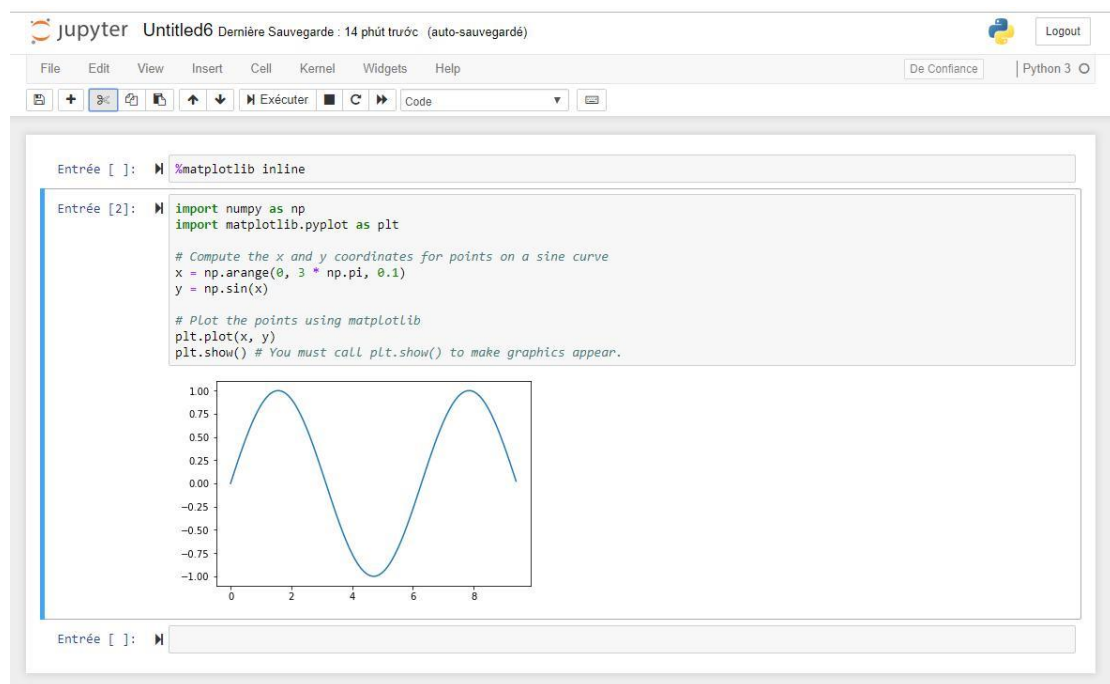 jupyter Untitled6 Dernière Sauvegarde : 14 phút trước (auto-sauvegardé)
Logout
File Edit View Insert Cell Kernel Widgets Help
De Confiance
Python 3
Exécuter
Code
Entrée [ ]:
%matplotlib inline
Entrée [2]:
import numpy as np
import matplotlib.pyplot as plt
# Compute the x and y coordinates for points on a sine curve
x = np.arange(0, 3 * np.pi, 0.1)
y = np.sin(x)
# Plot the points using matplotlib
plt.plot(x, y)
plt.show() # You must call plt.show() to make graphics appear.
1.00
0.75
0.50
0.25
0.00
−0.25
−0.50
−0.75
−1.00
0 2 4 6 8
Entrée [ ]: